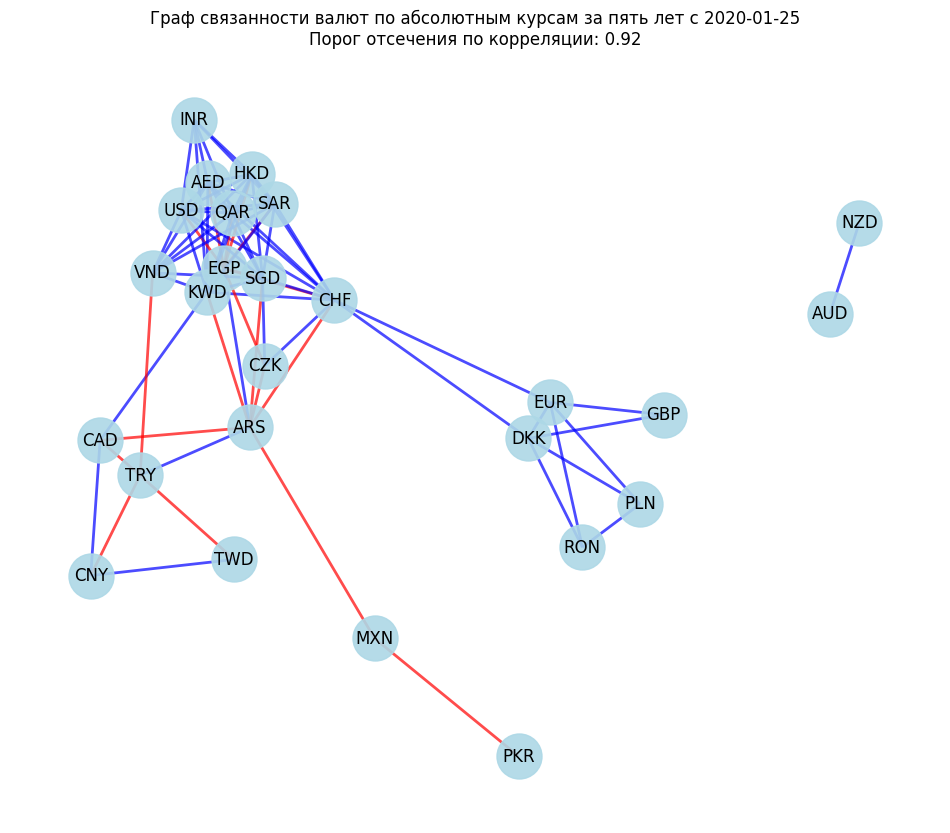 Граф связанности валют по абсолютным курсам за пять лет с 2020-01-25
Порог отсечения по корреляции: 0.92
INR
HKD
AED
SAR
USD
QAR
NZD
EGP
VND
SGD
KWD
CHF
AUD
CZK
EUR
GBP
ARS
DKK
CAD
TRY
PLN
RON
TWD
CNY
MXN
PKR